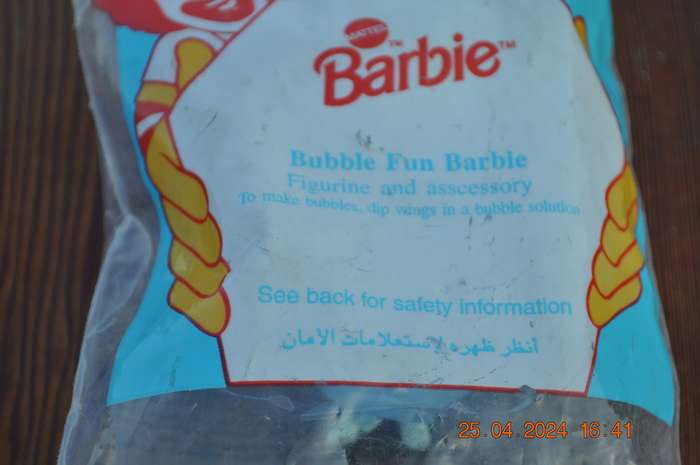 MATTEL
Barbie™
Bubble Fun Barbie
Figurine and asscessory
To make bubbles, dip wings in a bubble solution
See back for safety information
أنظر ظهره لإستعلامات الأمان
25.04.2024 16:41